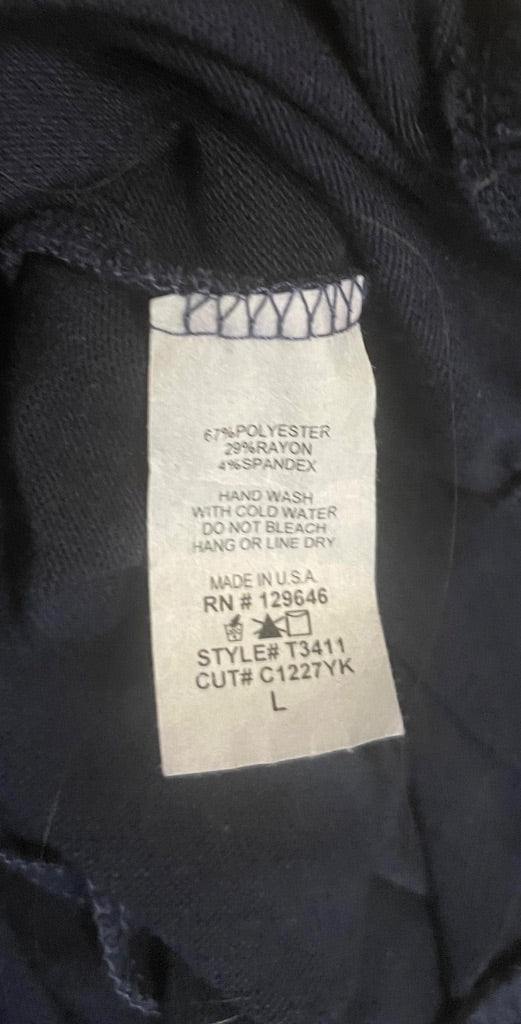 67%POLYESTER
29%RAYON
4%SPANDEX
HAND WASH
WITH COLD WATER
DO NOT BLEACH
HANG OR LINE DRY
MADE IN U.S.A.
RN # 129646
STYLE# T3411
CUT# C1227YK
L